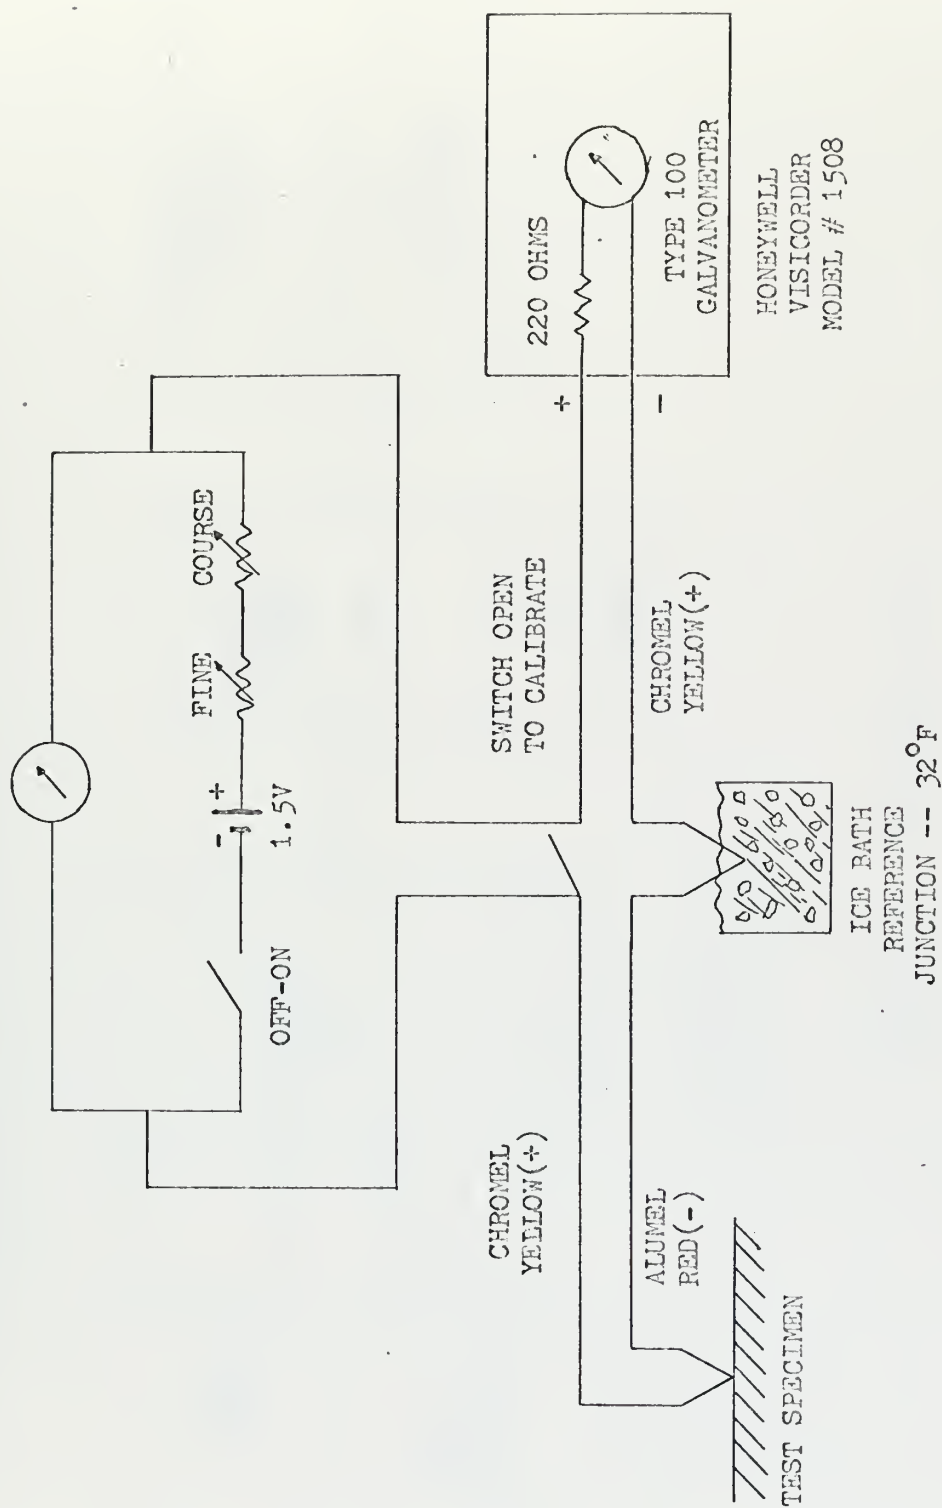 FINE
COURSE
- +
1.5V
OFF-ON
220 OHMS
TYPE 100
GALVANOMETER
HONEYWELL
VISICORDER
MODEL # 1508
+
-
SWITCH OPEN
TO CALIBRATE
CHROMEL
YELLOW(+)
CHROMEL
YELLOW(+)
ALUMEL
RED(-)
ICE BATH
REFERENCE
JUNCTION -- 32°F
TEST SPECIMEN